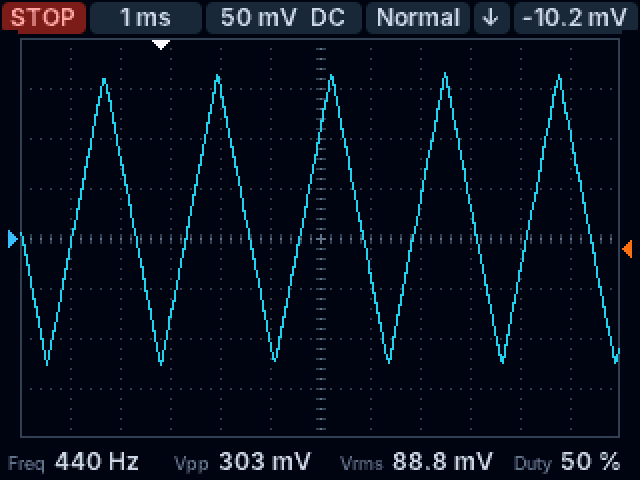 STOP 1 ms 50 mV DC Normal ↓ -10.2 mV
Freq 440 Hz Vpp 303 mV Vrms 88.8 mV Duty 50 %